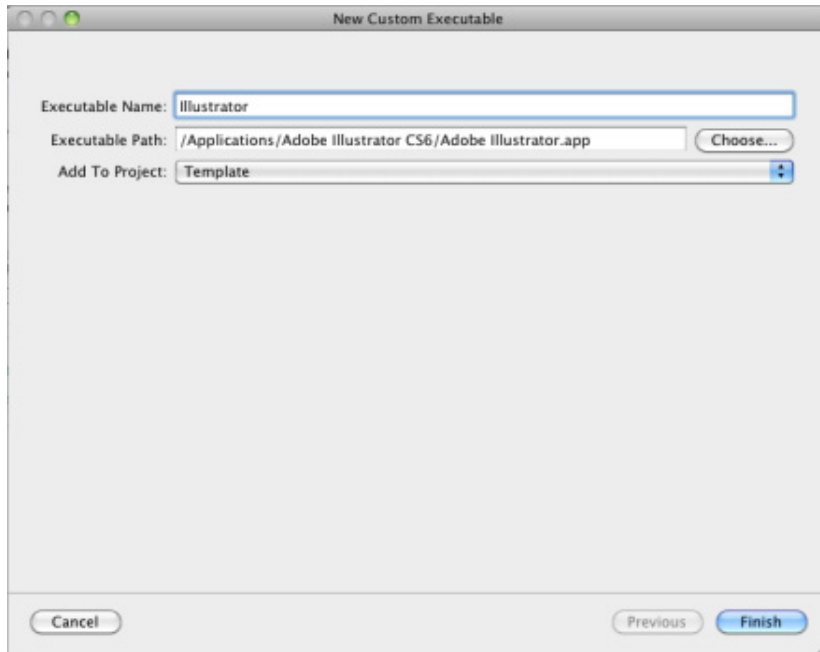 New Custom Executable
Executable Name: Illustrator
Executable Path: /Applications/Adobe Illustrator CS6/Adobe Illustrator.app Choose...
Add To Project: Template
Cancel Previous Finish